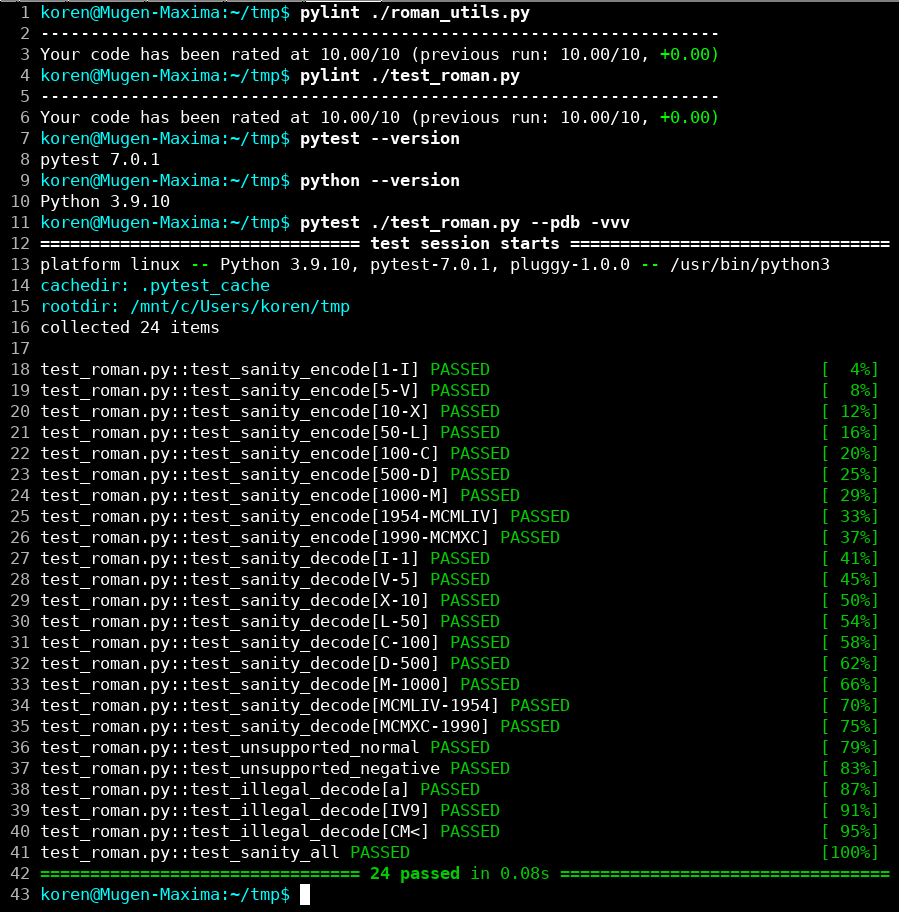 1 koren@Mugen-Maxima:~/tmp$ pylint ./roman_utils.py
2 --------------------------------------------------------------------
3 Your code has been rated at 10.00/10 (previous run: 10.00/10, +0.00)
4 koren@Mugen-Maxima:~/tmp$ pylint ./test_roman.py
5 --------------------------------------------------------------------
6 Your code has been rated at 10.00/10 (previous run: 10.00/10, +0.00)
7 koren@Mugen-Maxima:~/tmp$ pytest --version
8 pytest 7.0.1
9 koren@Mugen-Maxima:~/tmp$ python --version
10 Python 3.9.10
11 koren@Mugen-Maxima:~/tmp$ pytest ./test_roman.py --pdb -vvv
12 ================================ test session starts ================================
13 platform linux -- Python 3.9.10, pytest-7.0.1, pluggy-1.0.0 -- /usr/bin/python3
14 cachedir: .pytest_cache
15 rootdir: /mnt/c/Users/koren/tmp
16 collected 24 items
17
18 test_roman.py::test_sanity_encode[1-I] PASSED [  4%]
19 test_roman.py::test_sanity_encode[5-V] PASSED [  8%]
20 test_roman.py::test_sanity_encode[10-X] PASSED [ 12%]
21 test_roman.py::test_sanity_encode[50-L] PASSED [ 16%]
22 test_roman.py::test_sanity_encode[100-C] PASSED [ 20%]
23 test_roman.py::test_sanity_encode[500-D] PASSED [ 25%]
24 test_roman.py::test_sanity_encode[1000-M] PASSED [ 29%]
25 test_roman.py::test_sanity_encode[1954-MCMLIV] PASSED [ 33%]
26 test_roman.py::test_sanity_encode[1990-MCMXC] PASSED [ 37%]
27 test_roman.py::test_sanity_decode[I-1] PASSED [ 41%]
28 test_roman.py::test_sanity_decode[V-5] PASSED [ 45%]
29 test_roman.py::test_sanity_decode[X-10] PASSED [ 50%]
30 test_roman.py::test_sanity_decode[L-50] PASSED [ 54%]
31 test_roman.py::test_sanity_decode[C-100] PASSED [ 58%]
32 test_roman.py::test_sanity_decode[D-500] PASSED [ 62%]
33 test_roman.py::test_sanity_decode[M-1000] PASSED [ 66%]
34 test_roman.py::test_sanity_decode[MCMLIV-1954] PASSED [ 70%]
35 test_roman.py::test_sanity_decode[MCMXC-1990] PASSED [ 75%]
36 test_roman.py::test_unsupported_normal PASSED [ 79%]
37 test_roman.py::test_unsupported_negative PASSED [ 83%]
38 test_roman.py::test_illegal_decode[a] PASSED [ 87%]
39 test_roman.py::test_illegal_decode[IV9] PASSED [ 91%]
40 test_roman.py::test_illegal_decode[CM<] PASSED [ 95%]
41 test_roman.py::test_sanity_all PASSED [100%]
42 ================================ 24 passed in 0.08s =================================
43 koren@Mugen-Maxima:~/tmp$